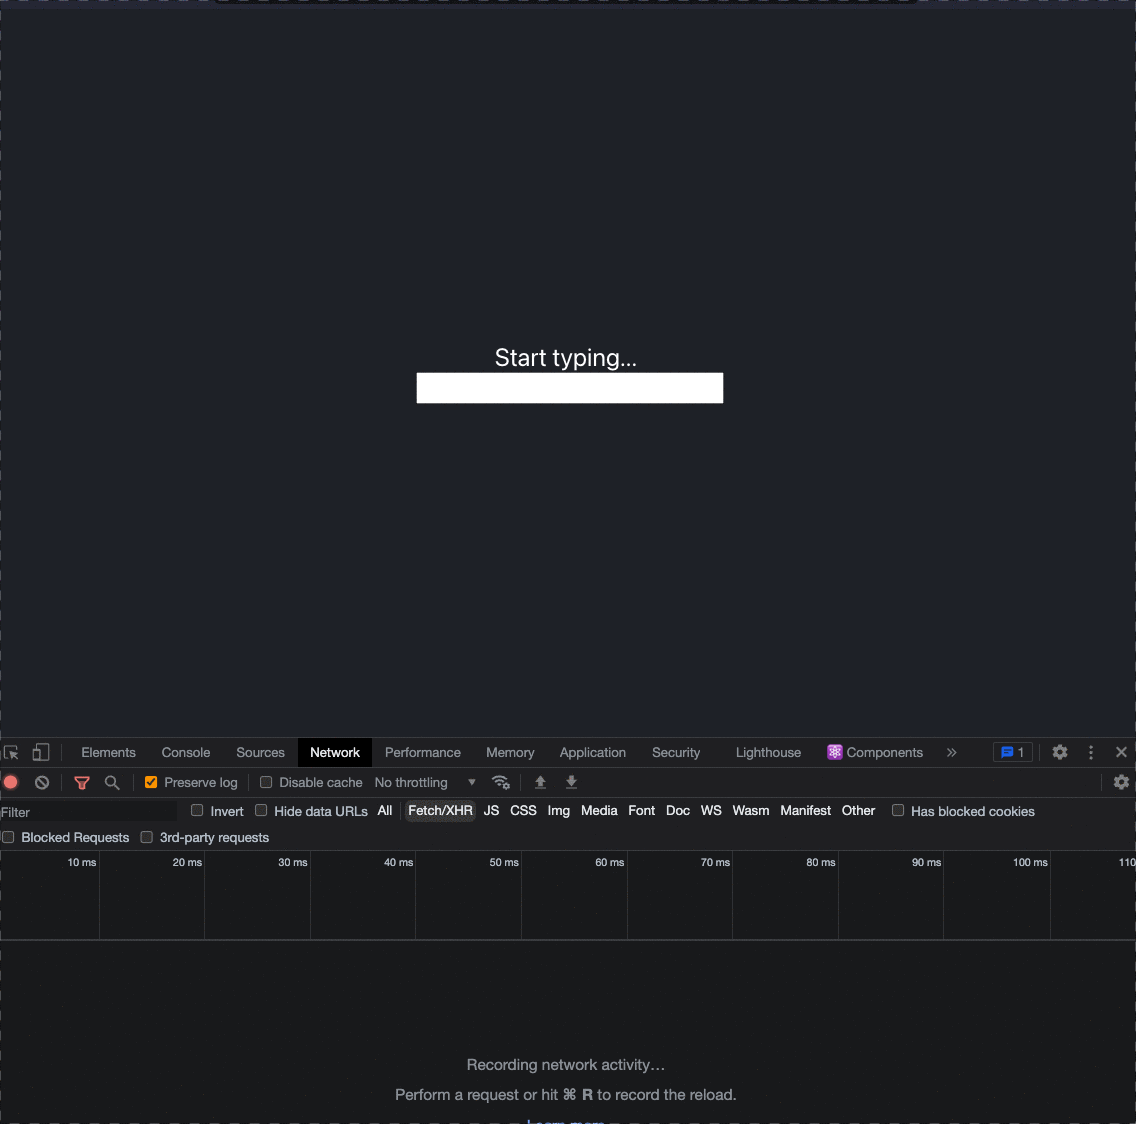 Start typing...
Elements Console Sources Network Performance Memory Application Security Lighthouse Components » 1
Preserve log Disable cache No throttling
Filter Invert Hide data URLs All Fetch/XHR JS CSS Img Media Font Doc WS Wasm Manifest Other Has blocked cookies
Blocked Requests 3rd-party requests
10 ms 20 ms 30 ms 40 ms 50 ms 60 ms 70 ms 80 ms 90 ms 100 ms 110
Recording network activity…
Perform a request or hit ⌘ R to record the reload.